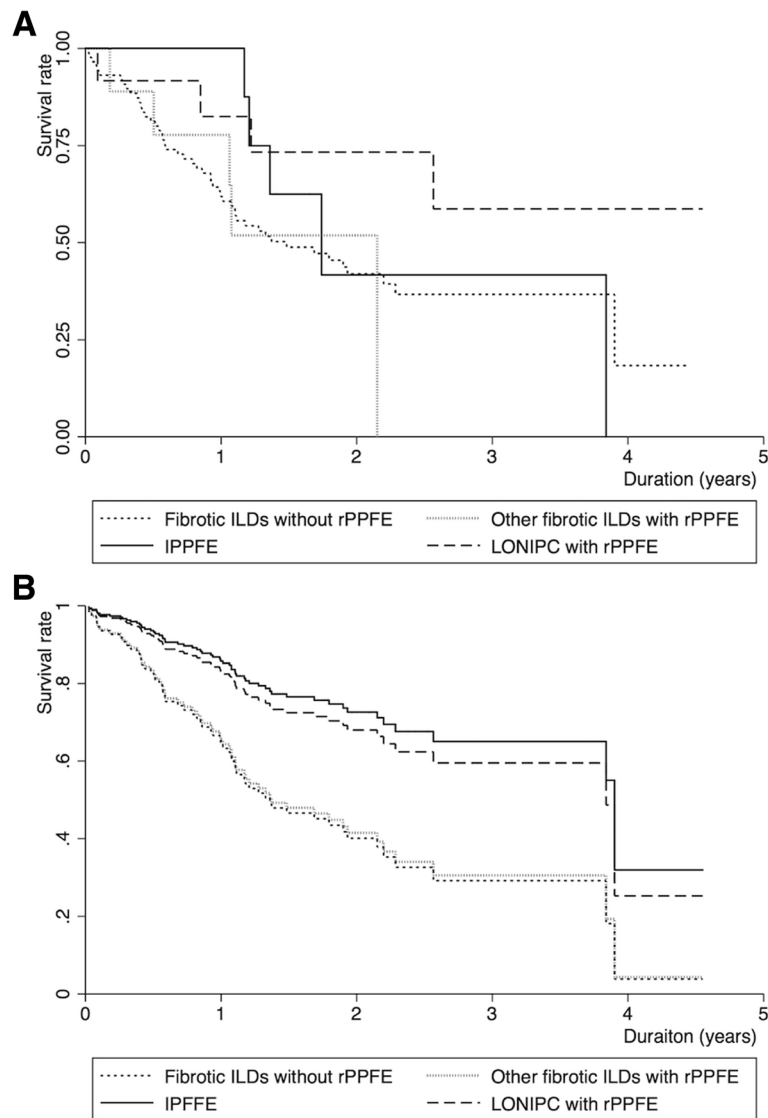 A
Survival rate
1.00
0.75
0.50
0.25
0.00
0 1 2 3 4 5
Duration (years)
Fibrotic ILDs without rPPFE Other fibrotic ILDs with rPPFE
IPPFE LONIPC with rPPFE
B
Survival rate
1
.8
.6
.4
.2
0
0 1 2 3 4 5
Duraiton (years)
Fibrotic ILDs without rPPFE Other fibrotic ILDs with rPPFE
IPFFE LONIPC with rPPFE